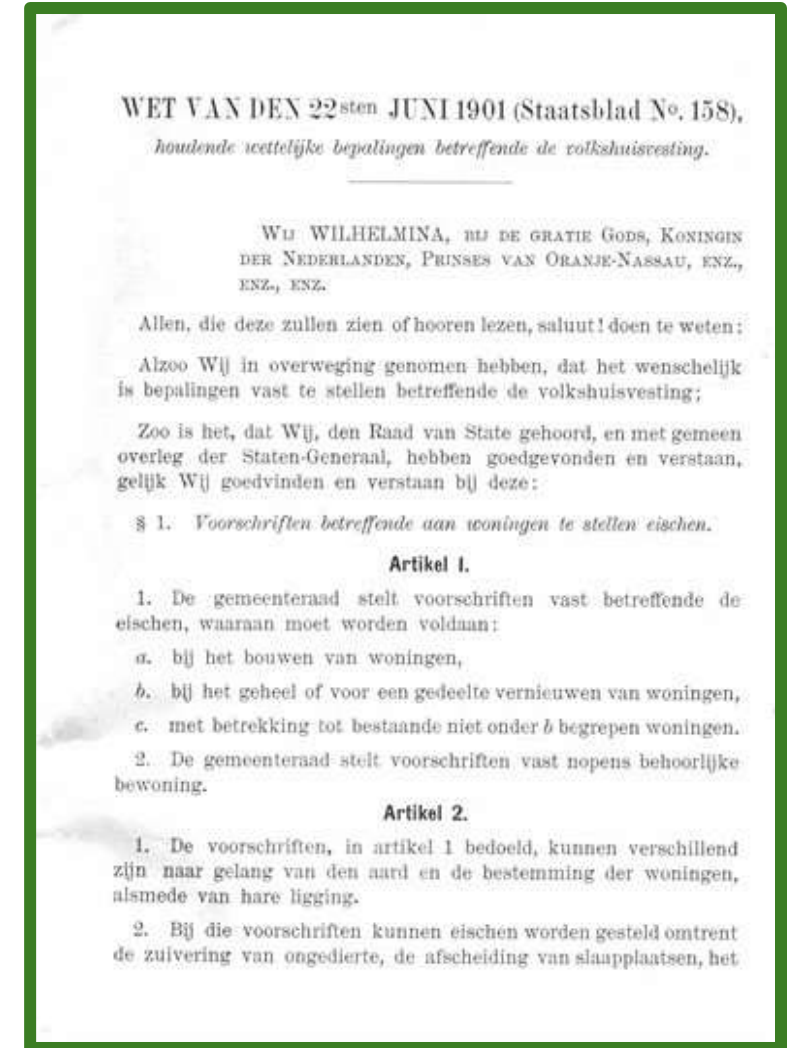 WET VAN DEN 22sten JUNI 1901 (Staatsblad No. 158),
houdende wettelijke bepalingen betreffende de volkshuisvesting.
Wij WILHELMINA, bij de gratie Gods, Koningin
der Nederlanden, Prinses van Oranje-Nassau, enz.,
enz., enz.
Allen, die deze zullen zien of hooren lezen, saluut! doen te weten:
Alzoo Wij in overweging genomen hebben, dat het wenschelijk
is bepalingen vast te stellen betreffende de volkshuisvesting;
Zoo is het, dat Wij, den Raad van State gehoord, en met gemeen
overleg der Staten-Generaal, hebben goedgevonden en verstaan,
gelijk Wij goedvinden en verstaan bij deze:
§ 1. Voorschriften betreffende aan woningen te stellen eischen.
Artikel 1.
1. De gemeenteraad stelt voorschriften vast betreffende de
eischen, waaraan moet worden voldaan:
a. bij het bouwen van woningen,
b. bij het geheel of voor een gedeelte vernieuwen van woningen,
c. met betrekking tot bestaande niet onder b begrepen woningen.
2. De gemeenteraad stelt voorschriften vast nopens behoorlijke
bewoning.
Artikel 2.
1. De voorschriften, in artikel 1 bedoeld, kunnen verschillend
zijn naar gelang van den aard en de bestemming der woningen,
alsmede van hare ligging.
2. Bij die voorschriften kunnen eischen worden gesteld omtrent
de zuivering van ongedierte, de afscheiding van slaapplaatsen, het